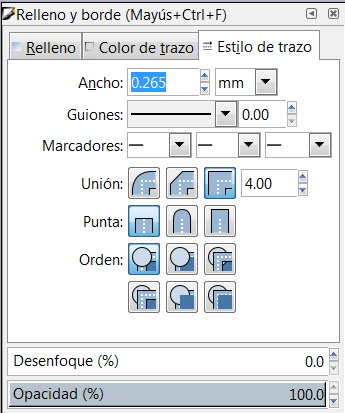 Relleno y borde (Mayús+Ctrl+F)
Relleno Color de trazo Estilo de trazo
Ancho: 0.265 mm
Guiones: 0.00
Marcadores:
Unión: 4.00
Punta:
Orden:
Desenfoque (%) 0.0
Opacidad (%) 100.0